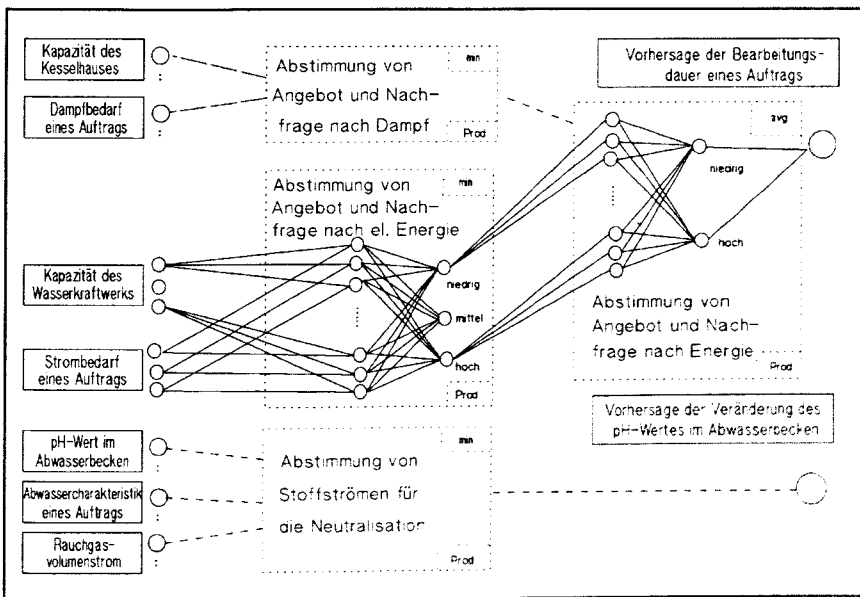 Kapazität des
Kesselhauses
Dampfbedarf
eines Auftrags
Abstimmung von
Angebot und Nach-
frage nach Dampf
min
Prod
Vorhersage der Bearbeitungs-
dauer eines Auftrags
avg
niedrig
hoch
Abstimmung von
Angebot und Nach-
frage nach Energie
Prod
Kapazität des
Wasserkraftwerks
Strombedarf
eines Auftrags
Abstimmung von
Angebot und Nach-
frage nach el. Energie
min
niedrig
mittel
hoch
Prod
pH-Wert im
Abwasserbecken
Abwassercharakteristik
eines Auftrags
Rauchgas-
volumenstrom
Abstimmung von
Stoffströmen für
die Neutralisation
min
Prod
Vorhersage der Veränderung des
pH-Wertes im Abwasserbecken